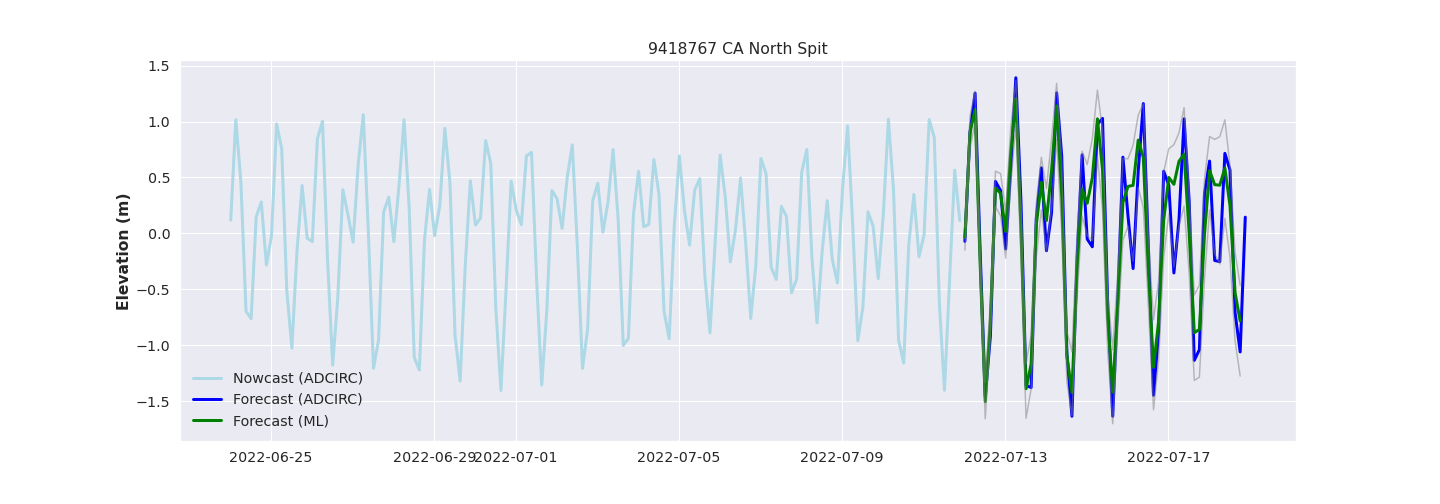 9418767 CA North Spit
Elevation (m)
1.5
1.0
0.5
0.0
−0.5
−1.0
−1.5
Nowcast (ADCIRC)
Forecast (ADCIRC)
Forecast (ML)
2022-06-25 2022-06-29 2022-07-01 2022-07-05 2022-07-09 2022-07-13 2022-07-17